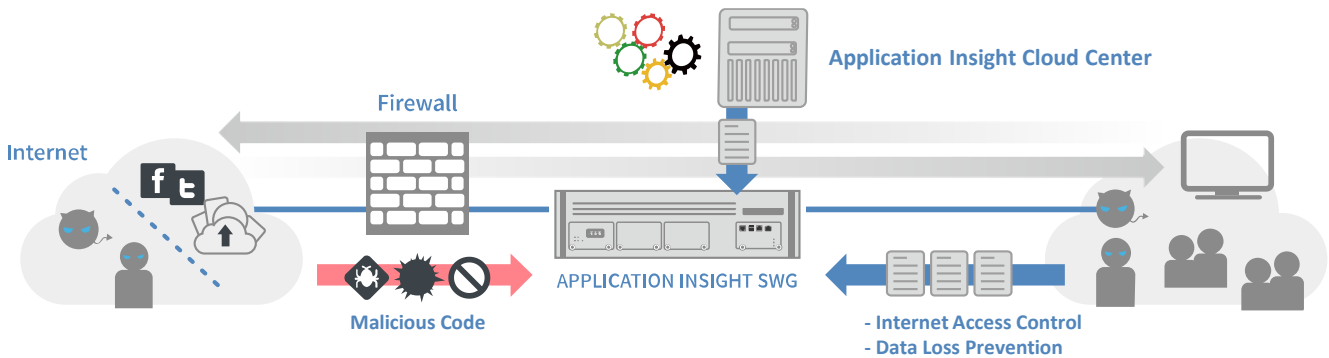 Application Insight Cloud Center
Firewall
Internet
f t
APPLICATION INSIGHT SWG
Malicious Code
- Internet Access Control
- Data Loss Prevention